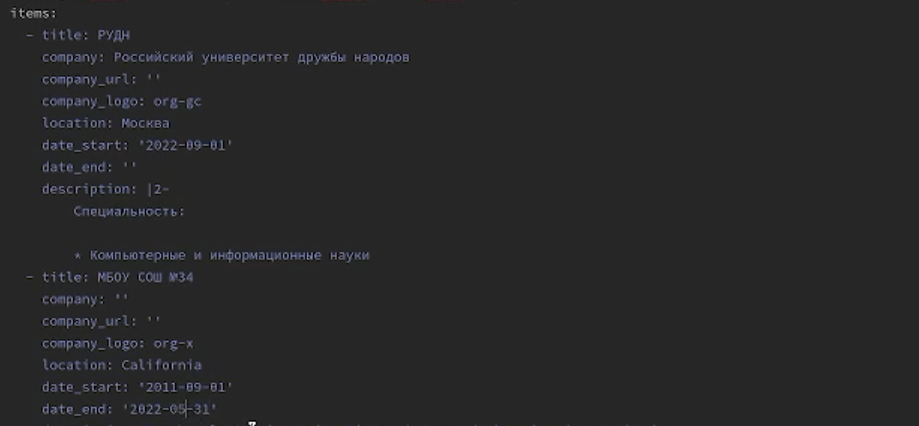 items:
- title: РУДН
company: Российский университет дружбы народов
company_url: ''
company_logo: org-gc
location: Москва
date_start: '2022-09-01'
date_end: ''
description: |2-
Специальность:
* Компьютерные и информационные науки
- title: МБОУ СОШ №34
company: ''
company_url: ''
company_logo: org-x
location: California
date_start: '2011-09-01'
date_end: '2022-05-31'